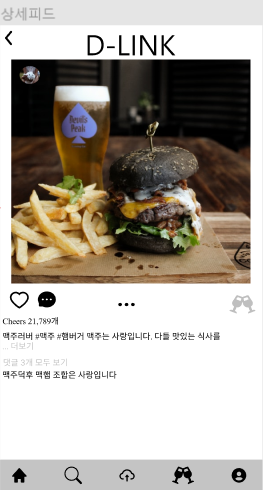 상세피드
D-LINK
Devils
Peak
Cheers 21,789개
맥주러버 #맥주 #햄버거 맥주는 사랑입니다. 다들 맛있는 식사를
... 더보기
댓글 3개 모두 보기
맥주덕후 맥햄 조합은 사랑입니다